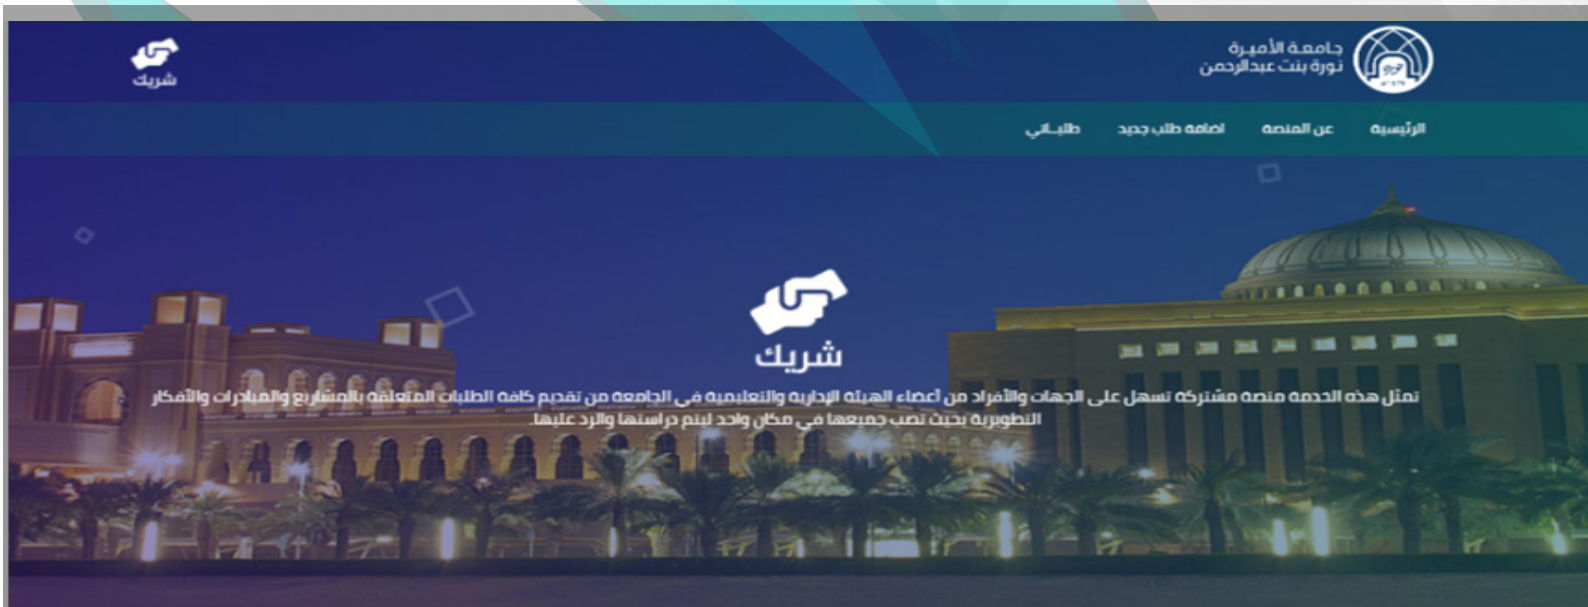 جامعة الأميرة
نورة بنت عبدالرحمن
شريك
الرئيسية
عن المنصة
اضافة طلب جديد
طلبــاتي
شريك
تمثل هذه الخدمة منصة مشتركة تسهل على الجهات والأفراد من أعضاء الهيئة الإدارية والتعليمية في الجامعة من تقديم كافة الطلبات المتعلقة بالمشاريع والمبادرات والأفكار
التطويرية بحيث تصب جميعها في مكان واحد ليتم دراستها والرد عليها.